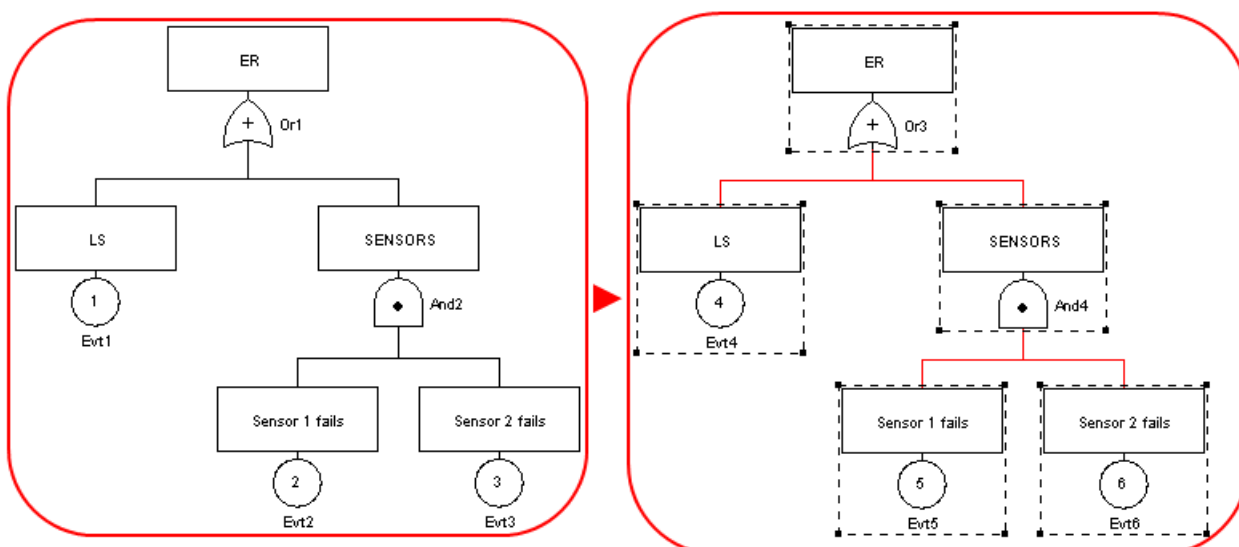 ER
+
Or1
LS
SENSORS
1
Evt1
And2
Sensor 1 fails
Sensor 2 fails
2
3
Evt2
Evt3
ER
+
Or3
LS
SENSORS
4
Evt4
And4
Sensor 1 fails
Sensor 2 fails
5
6
Evt5
Evt6